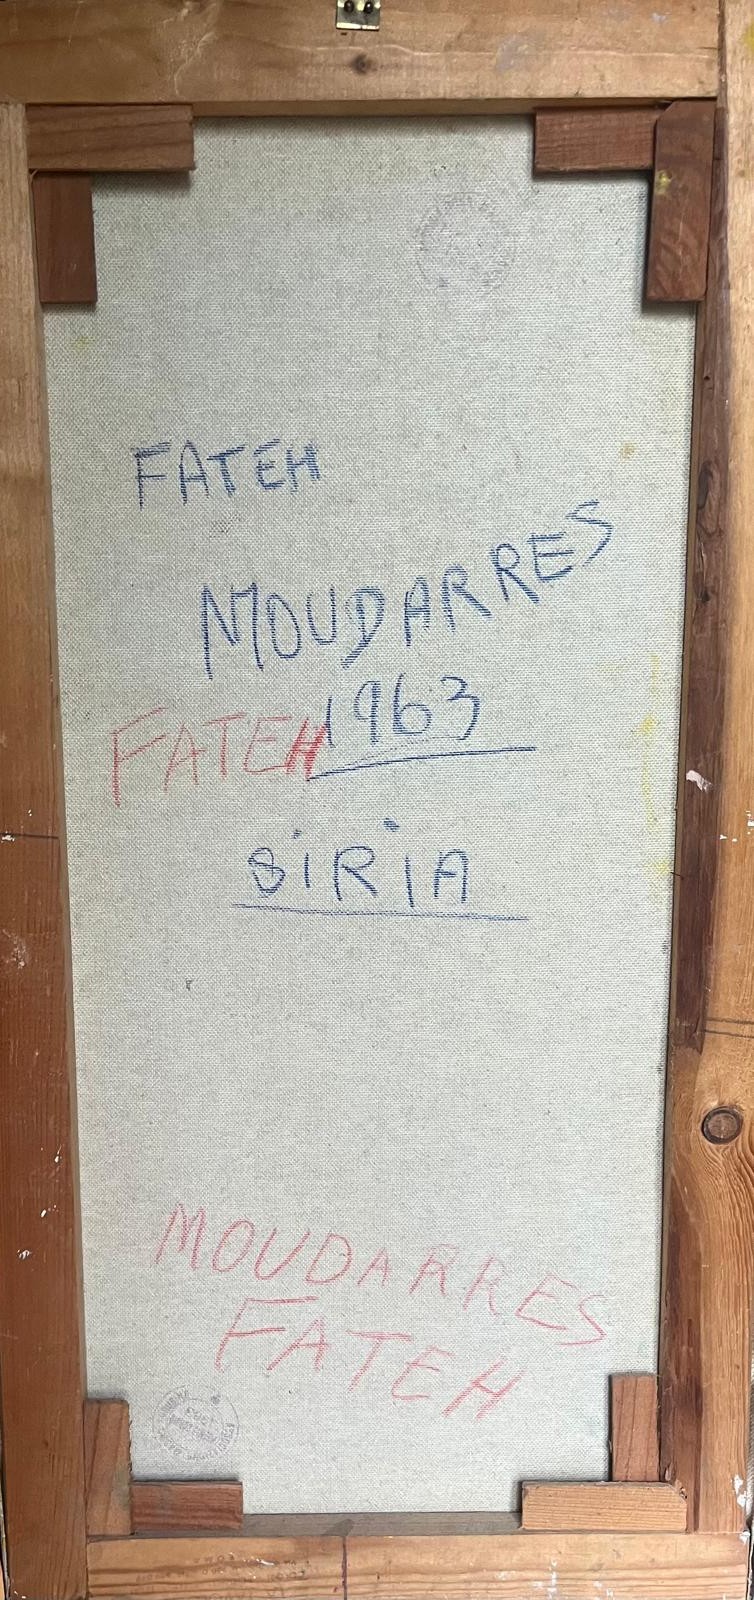 FATEH
MOUDARRES
1963
FATEH
SiRiA
MOUDARRES
FATEH